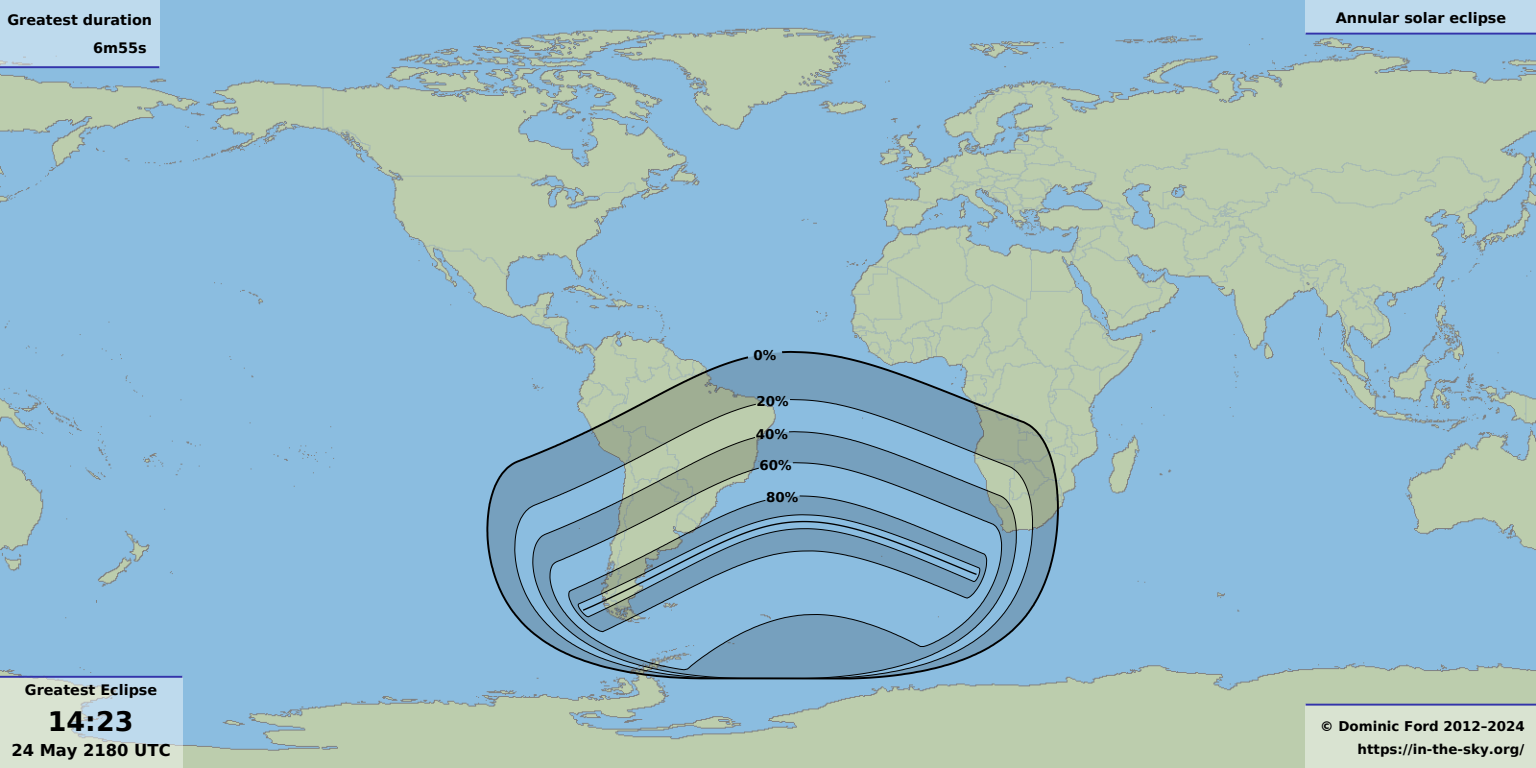 Greatest duration
6m55s
Annular solar eclipse
0%
20%
40%
60%
80%
Greatest Eclipse
14:23
24 May 2180 UTC
© Dominic Ford 2012–2024
https://in-the-sky.org/